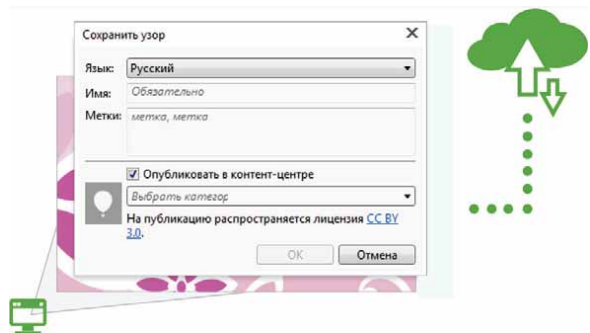 Сохранить узор
Язык: Русский
Имя: Обязательно
Метки: метка, метка
Опубликовать в контент-центре
Выбрать категор
На публикацию распространяется лицензия CC BY
3.0.
ОК Отмена